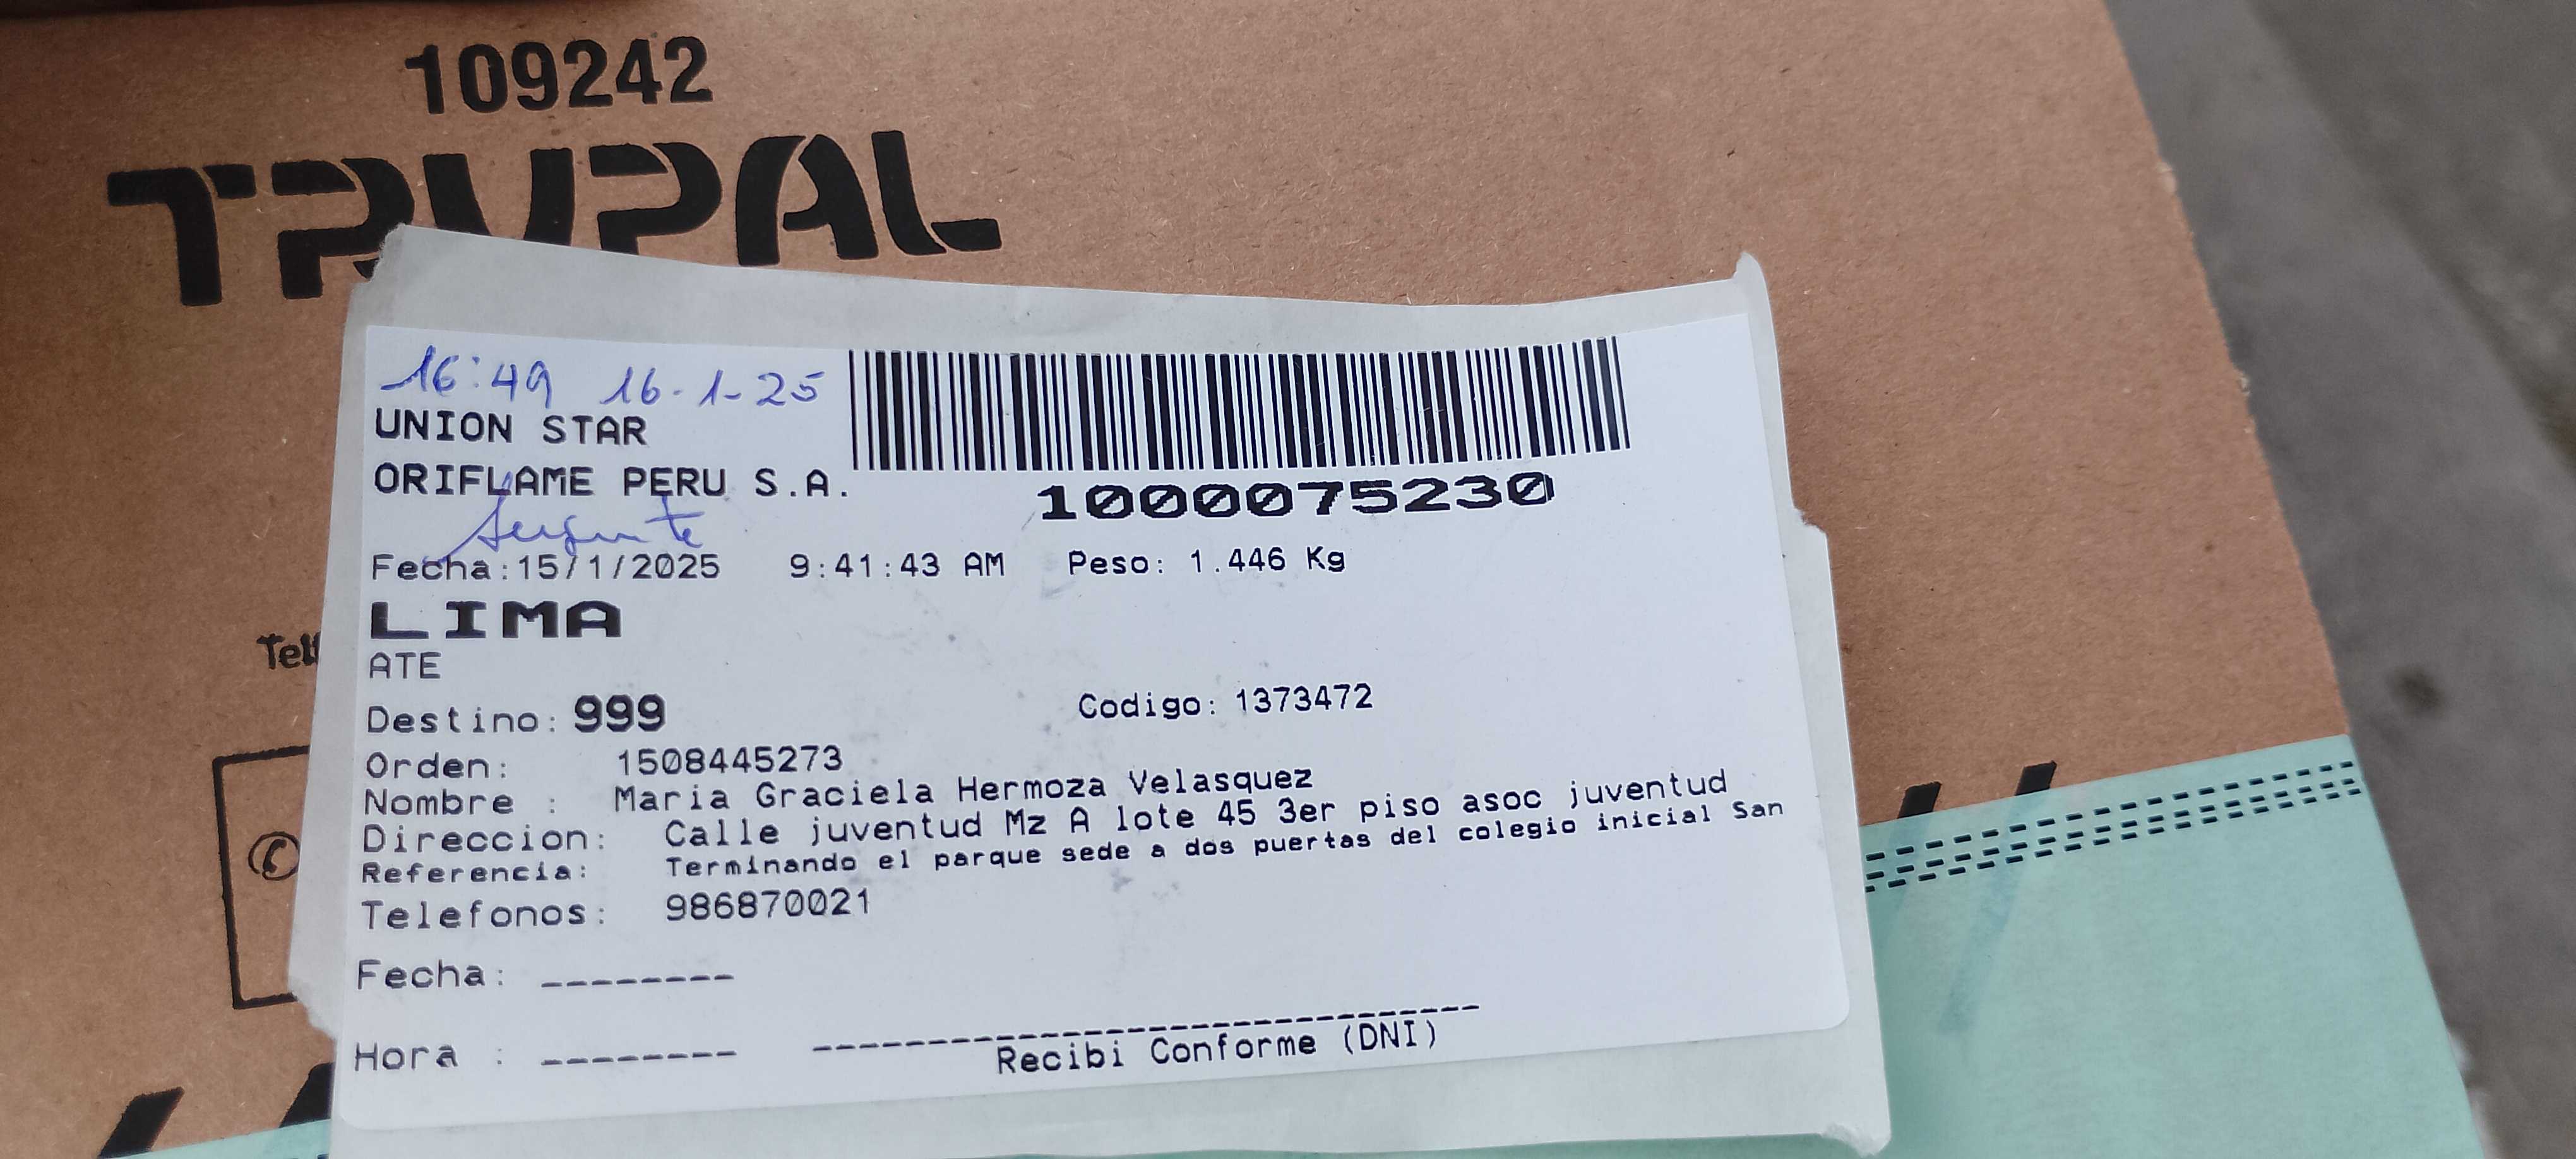 109242
TRUPAL
16:49 16-1-25
UNION STAR
ORIFLAME PERU S.A.
1000075230
Ausente
Fecha:15/1/2025 9:41:43 AM Peso: 1.446 Kg
LIMA
Telf
ATE
Destino: 999 Codigo: 1373472
Orden: 1508445273
Nombre : Maria Graciela Hermoza Velasquez
Direccion: Calle juventud Mz A lote 45 3er piso asoc juventud
Referencia: Terminando el parque sede a dos puertas del colegio inicial San
Telefonos: 986870021
Fecha: --------
Hora : --------
Recibi Conforme (DNI)